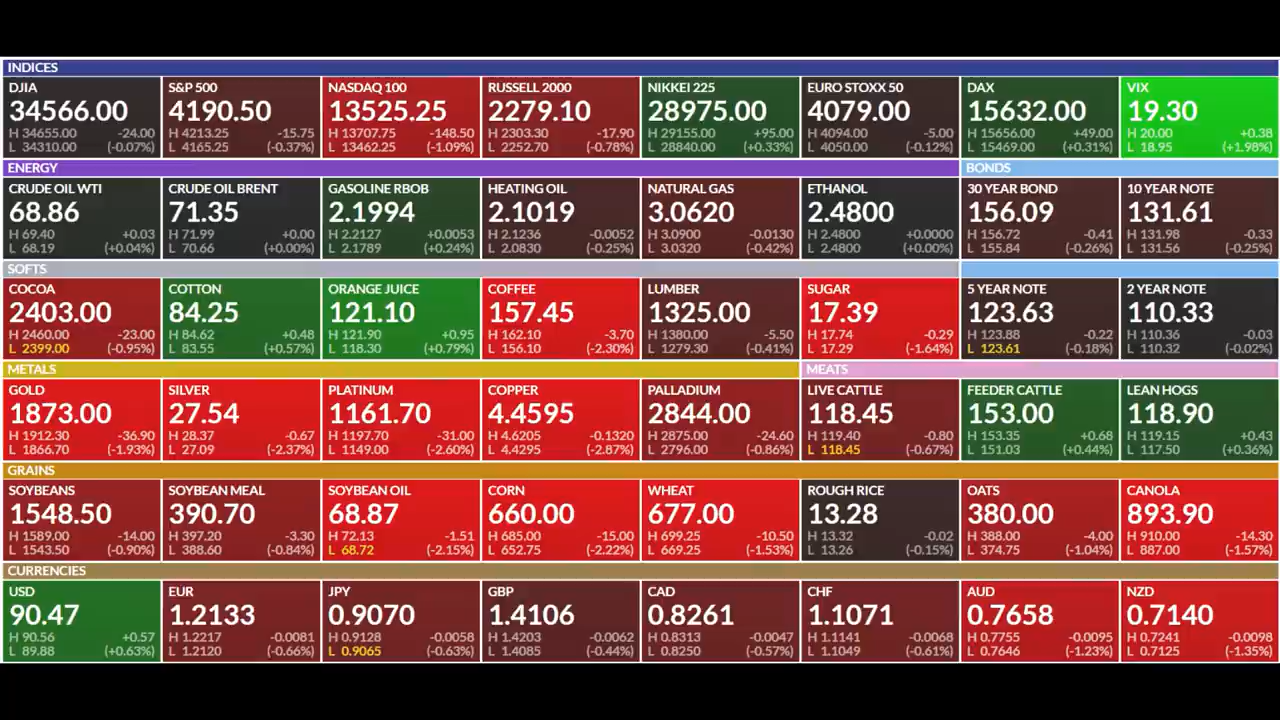 INDICES
DJIA S&P 500 NASDAQ 100 RUSSELL 2000 NIKKEI 225 EURO STOXX 50 DAX VIX
34566.00 4190.50 13525.25 2279.10 28975.00 4079.00 15632.00 19.30
H 34655.00 -24.00 H 4213.25 -15.75 H 13707.75 -148.50 H 2303.30 -17.90 H 29155.00 +95.00 H 4094.00 -5.00 H 15656.00 +49.00 H 20.00 +0.38
L 34310.00 (-0.07%) L 4165.25 (-0.37%) L 13462.25 (-1.09%) L 2252.70 (-0.78%) L 28840.00 (+0.33%) L 4050.00 (-0.12%) L 15469.00 (+0.31%) L 18.95 (+1.98%)
ENERGY BONDS
CRUDE OIL WTI CRUDE OIL BRENT GASOLINE RBOB HEATING OIL NATURAL GAS ETHANOL 30 YEAR BOND 10 YEAR NOTE
68.86 71.35 2.1994 2.1019 3.0620 2.4800 156.09 131.61
H 69.40 +0.03 H 71.99 +0.00 H 2.2127 +0.0053 H 2.1236 -0.0052 H 3.0900 -0.0130 H 2.4800 +0.0000 H 156.72 -0.41 H 131.98 -0.33
L 68.19 (+0.04%) L 70.66 (+0.00%) L 2.1789 (+0.24%) L 2.0830 (-0.25%) L 3.0320 (-0.42%) L 2.4800 (+0.00%) L 155.84 (-0.26%) L 131.56 (-0.25%)
SOFTS
COCOA COTTON ORANGE JUICE COFFEE LUMBER SUGAR 5 YEAR NOTE 2 YEAR NOTE
2403.00 84.25 121.10 157.45 1325.00 17.39 123.63 110.33
H 2460.00 -23.00 H 84.62 +0.48 H 121.90 +0.95 H 162.10 -3.70 H 1380.00 -5.50 H 17.74 -0.29 H 123.88 -0.22 H 110.36 -0.03
L 2399.00 (-0.95%) L 83.55 (+0.57%) L 118.30 (+0.79%) L 156.10 (-2.30%) L 1279.30 (-0.41%) L 17.29 (-1.64%) L 123.61 (-0.18%) L 110.32 (-0.02%)
METALS MEATS
GOLD SILVER PLATINUM COPPER PALLADIUM LIVE CATTLE FEEDER CATTLE LEAN HOGS
1873.00 27.54 1161.70 4.4595 2844.00 118.45 153.00 118.90
H 1912.30 -36.90 H 28.37 -0.67 H 1197.70 -31.00 H 4.6205 -0.1320 H 2875.00 -24.60 H 119.40 -0.80 H 153.35 +0.68 H 119.15 +0.43
L 1866.70 (-1.93%) L 27.09 (-2.37%) L 1149.00 (-2.60%) L 4.4295 (-2.87%) L 2796.00 (-0.86%) L 118.45 (-0.67%) L 151.03 (+0.44%) L 117.50 (+0.36%)
GRAINS
SOYBEANS SOYBEAN MEAL SOYBEAN OIL CORN WHEAT ROUGH RICE OATS CANOLA
1548.50 390.70 68.87 660.00 677.00 13.28 380.00 893.90
H 1589.00 -14.00 H 397.20 -3.30 H 72.13 -1.51 H 685.00 -15.00 H 699.25 -10.50 H 13.32 -0.02 H 388.00 -4.00 H 910.00 -14.30
L 1543.50 (-0.90%) L 388.60 (-0.84%) L 68.72 (-2.15%) L 652.75 (-2.22%) L 669.25 (-1.53%) L 13.26 (-0.15%) L 374.75 (-1.04%) L 887.00 (-1.57%)
CURRENCIES
USD EUR JPY GBP CAD CHF AUD NZD
90.47 1.2133 0.9070 1.4106 0.8261 1.1071 0.7658 0.7140
H 90.56 +0.57 H 1.2217 -0.0081 H 0.9128 -0.0058 H 1.4203 -0.0062 H 0.8313 -0.0047 H 1.1141 -0.0068 H 0.7755 -0.0095 H 0.7241 -0.0098
L 89.88 (+0.63%) L 1.2120 (-0.66%) L 0.9065 (-0.63%) L 1.4085 (-0.44%) L 0.8250 (-0.57%) L 1.1049 (-0.61%) L 0.7646 (-1.23%) L 0.7125 (-1.35%)